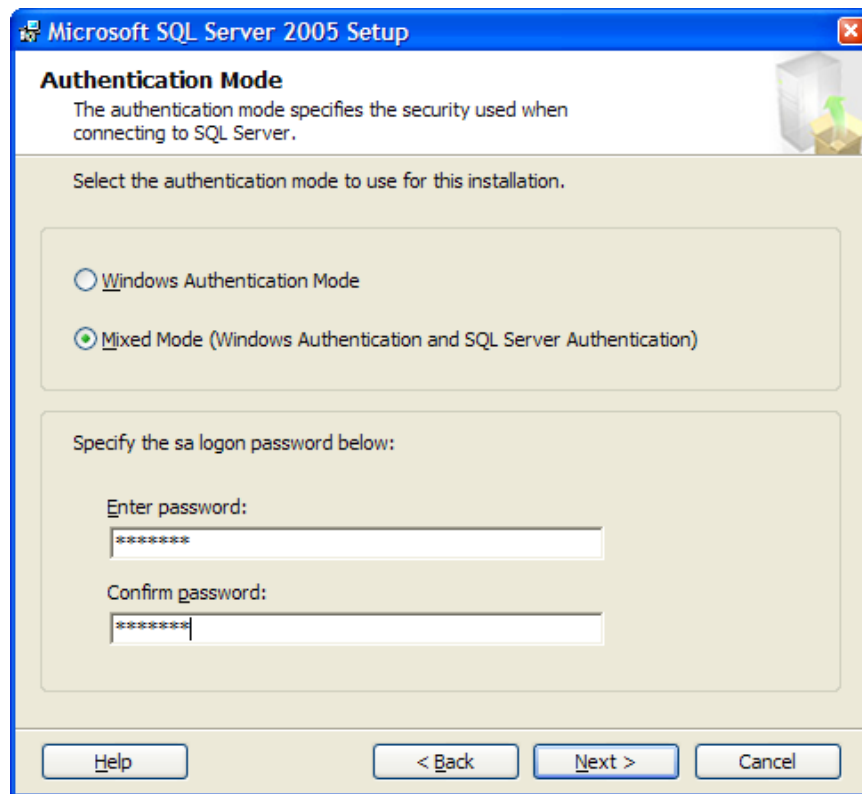 Microsoft SQL Server 2005 Setup
Authentication Mode
The authentication mode specifies the security used when
connecting to SQL Server.
Select the authentication mode to use for this installation.
Windows Authentication Mode
Mixed Mode (Windows Authentication and SQL Server Authentication)
Specify the sa logon password below:
Enter password:
*******
Confirm password:
*******
Help
< Back
Next >
Cancel